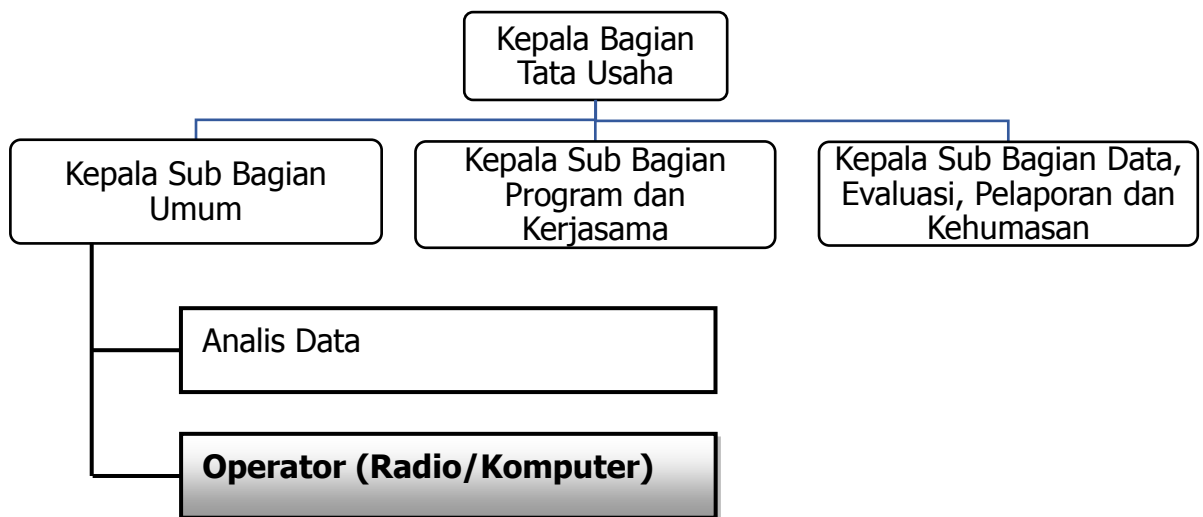 Kepala Bagian
Tata Usaha
Kepala Sub Bagian
Umum
Kepala Sub Bagian
Program dan
Kerjasama
Kepala Sub Bagian Data,
Evaluasi, Pelaporan dan
Kehumasan
Analis Data
Operator (Radio/Komputer)